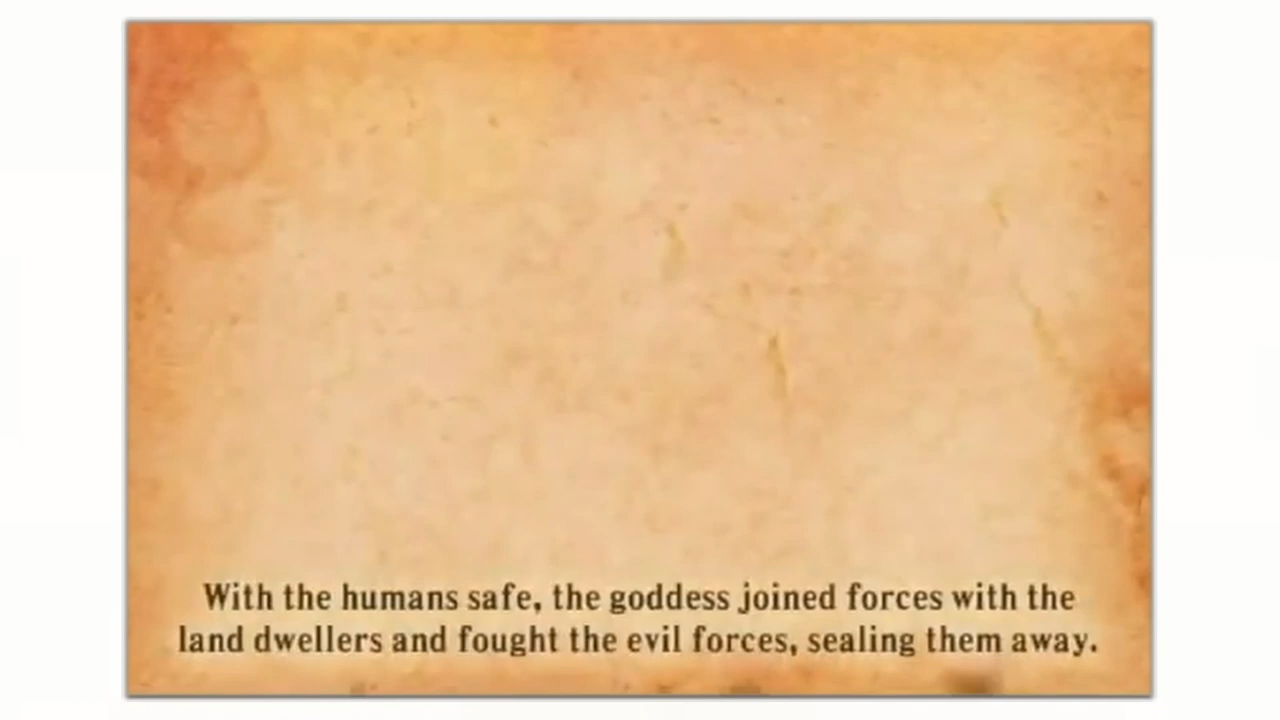 With the humans safe, the goddess joined forces with the
land dwellers and fought the evil forces, sealing them away.